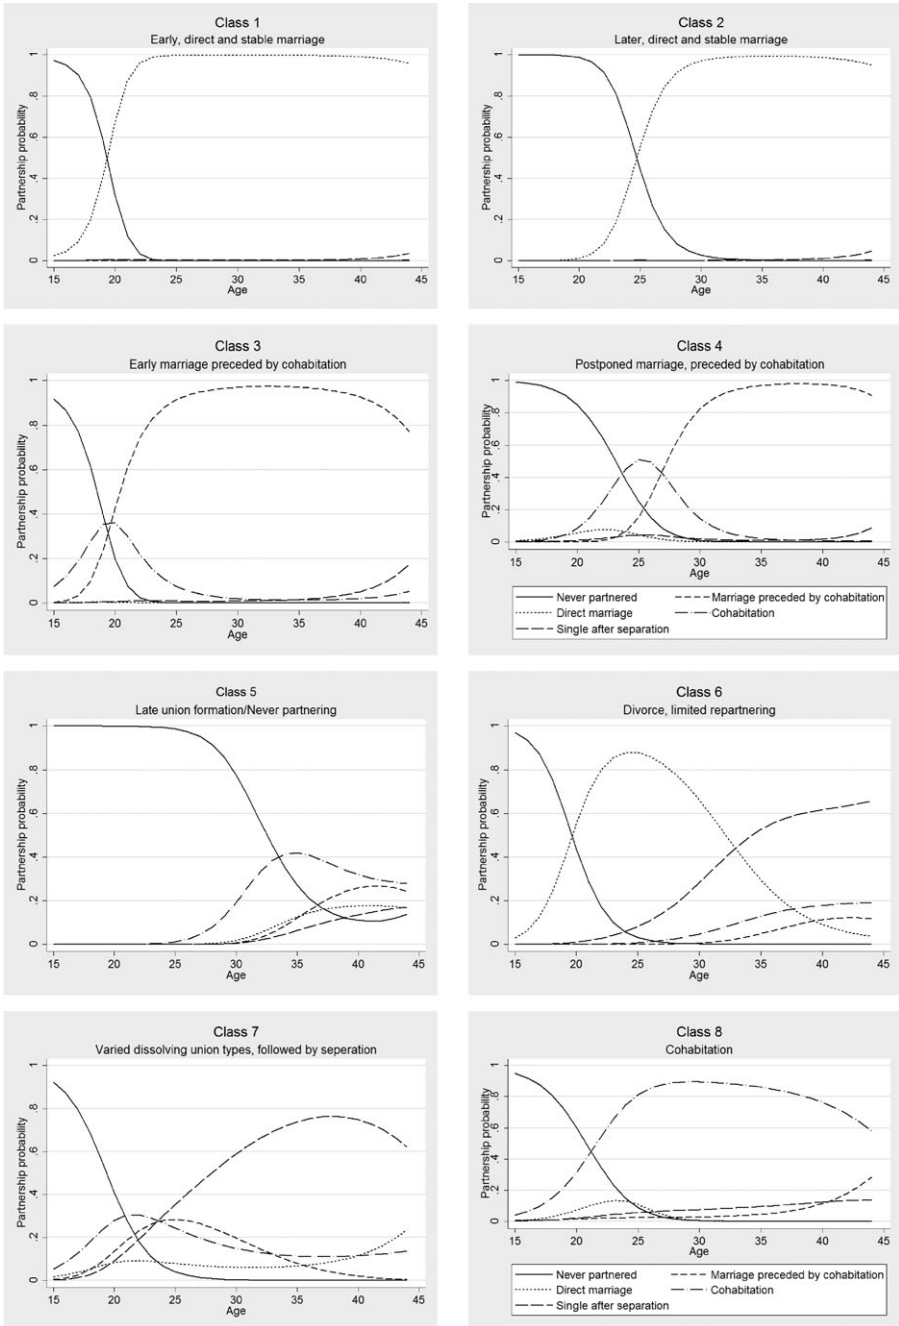 Class 1
Early, direct and stable marriage
Partnership probability
1
.8
.6
.4
.2
0
15 20 25 30 35 40 45
Age
Class 2
Later, direct and stable marriage
Partnership probability
1
.8
.6
.4
.2
0
15 20 25 30 35 40 45
Age
Class 3
Early marriage preceded by cohabitation
Partnership probability
1
.8
.6
.4
.2
0
15 20 25 30 35 40 45
Age
Class 4
Postponed marriage, preceded by cohabitation
Partnership probability
1
.8
.6
.4
.2
0
15 20 25 30 35 40 45
Age
Never partnered Marriage preceded by cohabitation
Direct marriage Cohabitation
Single after separation
Class 5
Late union formation/Never partnering
Partnership probability
1
.8
.6
.4
.2
0
15 20 25 30 35 40 45
Age
Class 6
Divorce, limited repartnering
Partnership probability
1
.8
.6
.4
.2
0
15 20 25 30 35 40 45
Age
Class 7
Varied dissolving union types, followed by seperation
Partnership probability
1
.8
.6
.4
.2
0
15 20 25 30 35 40 45
Age
Class 8
Cohabitation
Partnership probability
1
.8
.6
.4
.2
0
15 20 25 30 35 40 45
Age
Never partnered Marriage preceded by cohabitation
Direct marriage Cohabitation
Single after separation